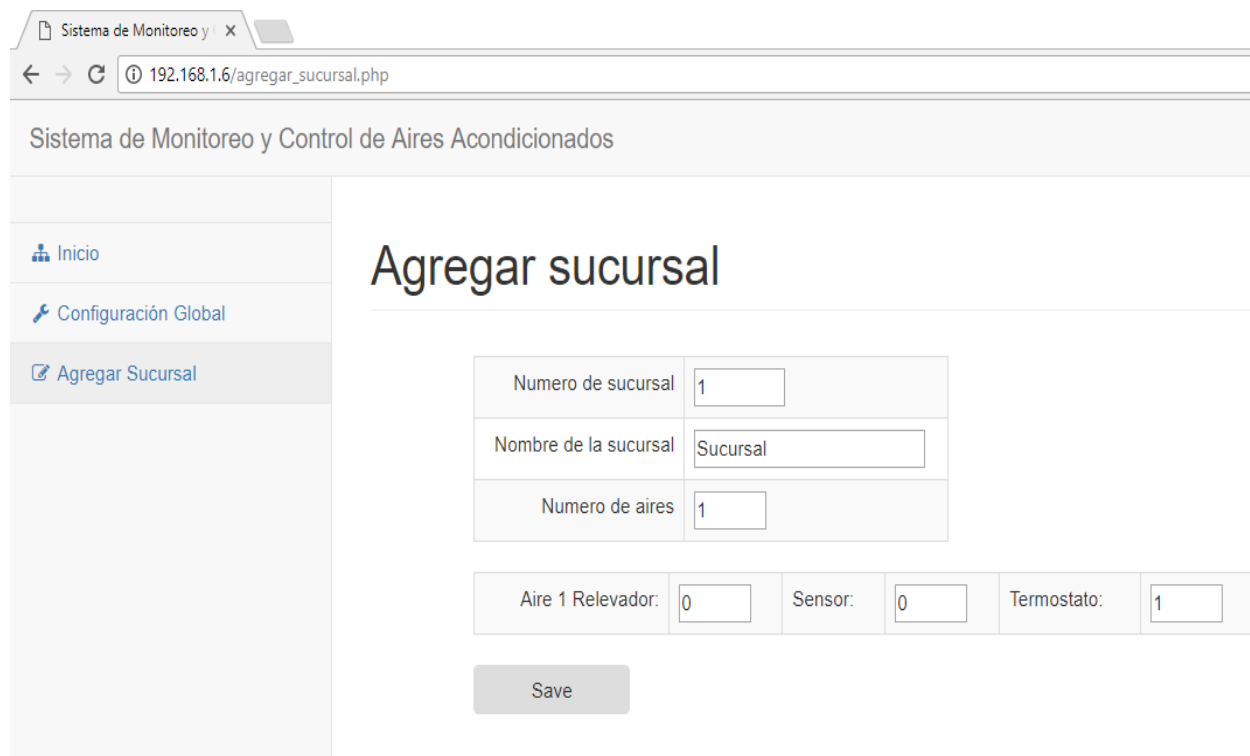 Sistema de Monitoreo y
192.168.1.6/agregar_sucursal.php
Sistema de Monitoreo y Control de Aires Acondicionados
Inicio
Configuración Global
Agregar Sucursal
Agregar sucursal
Numero de sucursal 1
Nombre de la sucursal Sucursal
Numero de aires 1
Aire 1 Relevador: 0 Sensor: 0 Termostato: 1
Save